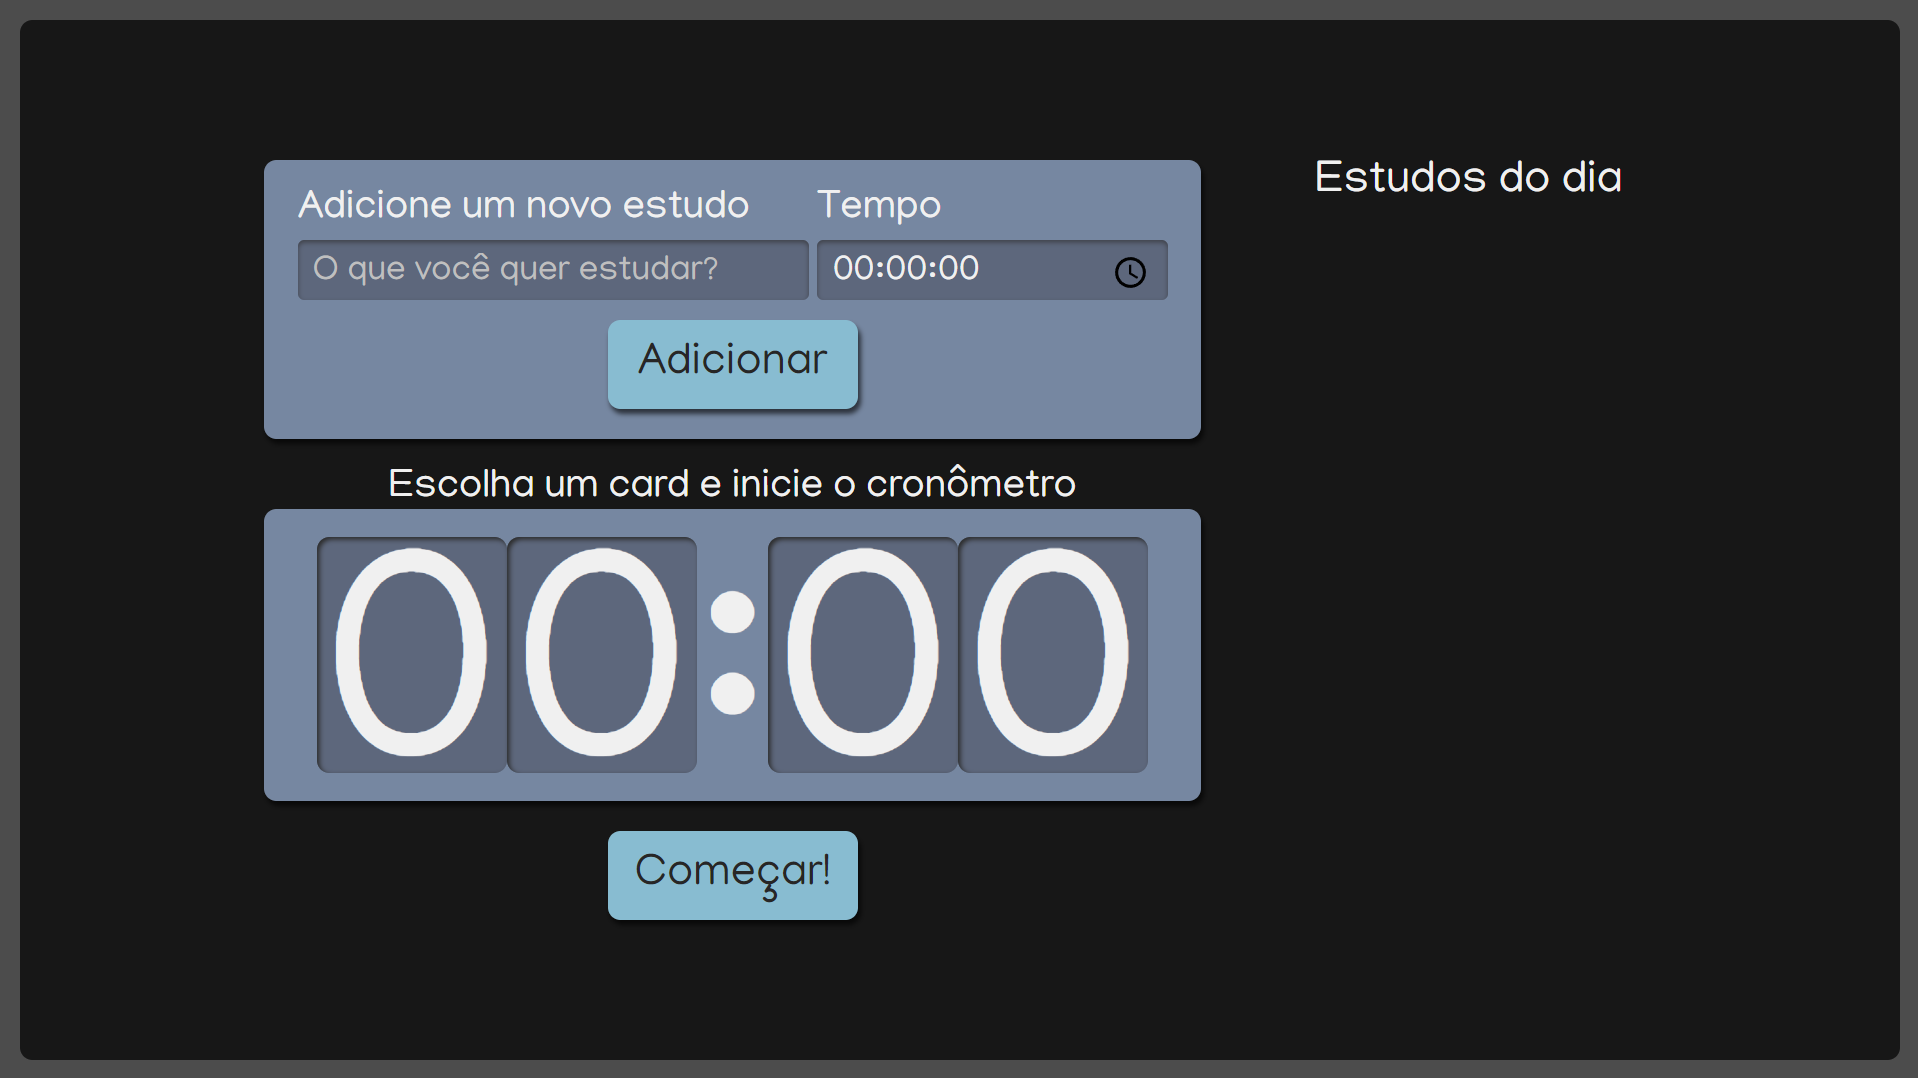 Adicione um novo estudo
Tempo
O que você quer estudar?
00:00:00
Adicionar
Escolha um card e inicie o cronômetro
00:00
Começar!
Estudos do dia